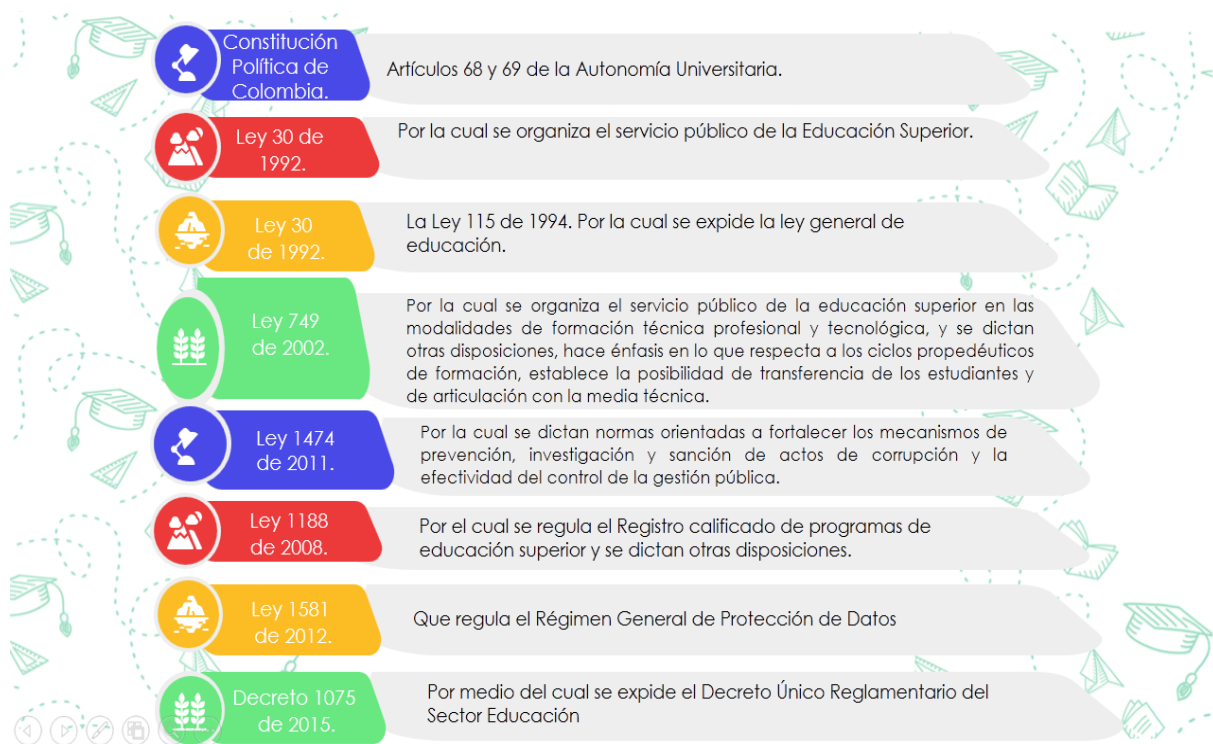 Constitución
Política de
Colombia.
Artículos 68 y 69 de la Autonomía Universitaria.
Ley 30 de
1992.
Por la cual se organiza el servicio público de la Educación Superior.
Ley 30
de 1992.
La Ley 115 de 1994. Por la cual se expide la ley general de
educación.
Ley 749
de 2002.
Por la cual se organiza el servicio público de la educación superior en las
modalidades de formación técnica profesional y tecnológica, y se dictan
otras disposiciones, hace énfasis en lo que respecta a los ciclos propedéuticos
de formación, establece la posibilidad de transferencia de los estudiantes y
de articulación con la media técnica.
Ley 1474
de 2011.
Por la cual se dictan normas orientadas a fortalecer los mecanismos de
prevención, investigación y sanción de actos de corrupción y la
efectividad del control de la gestión pública.
Ley 1188
de 2008.
Por el cual se regula el Registro calificado de programas de
educación superior y se dictan otras disposiciones.
Ley 1581
de 2012.
Que regula el Régimen General de Protección de Datos
Decreto 1075
de 2015.
Por medio del cual se expide el Decreto Único Reglamentario del
Sector Educación